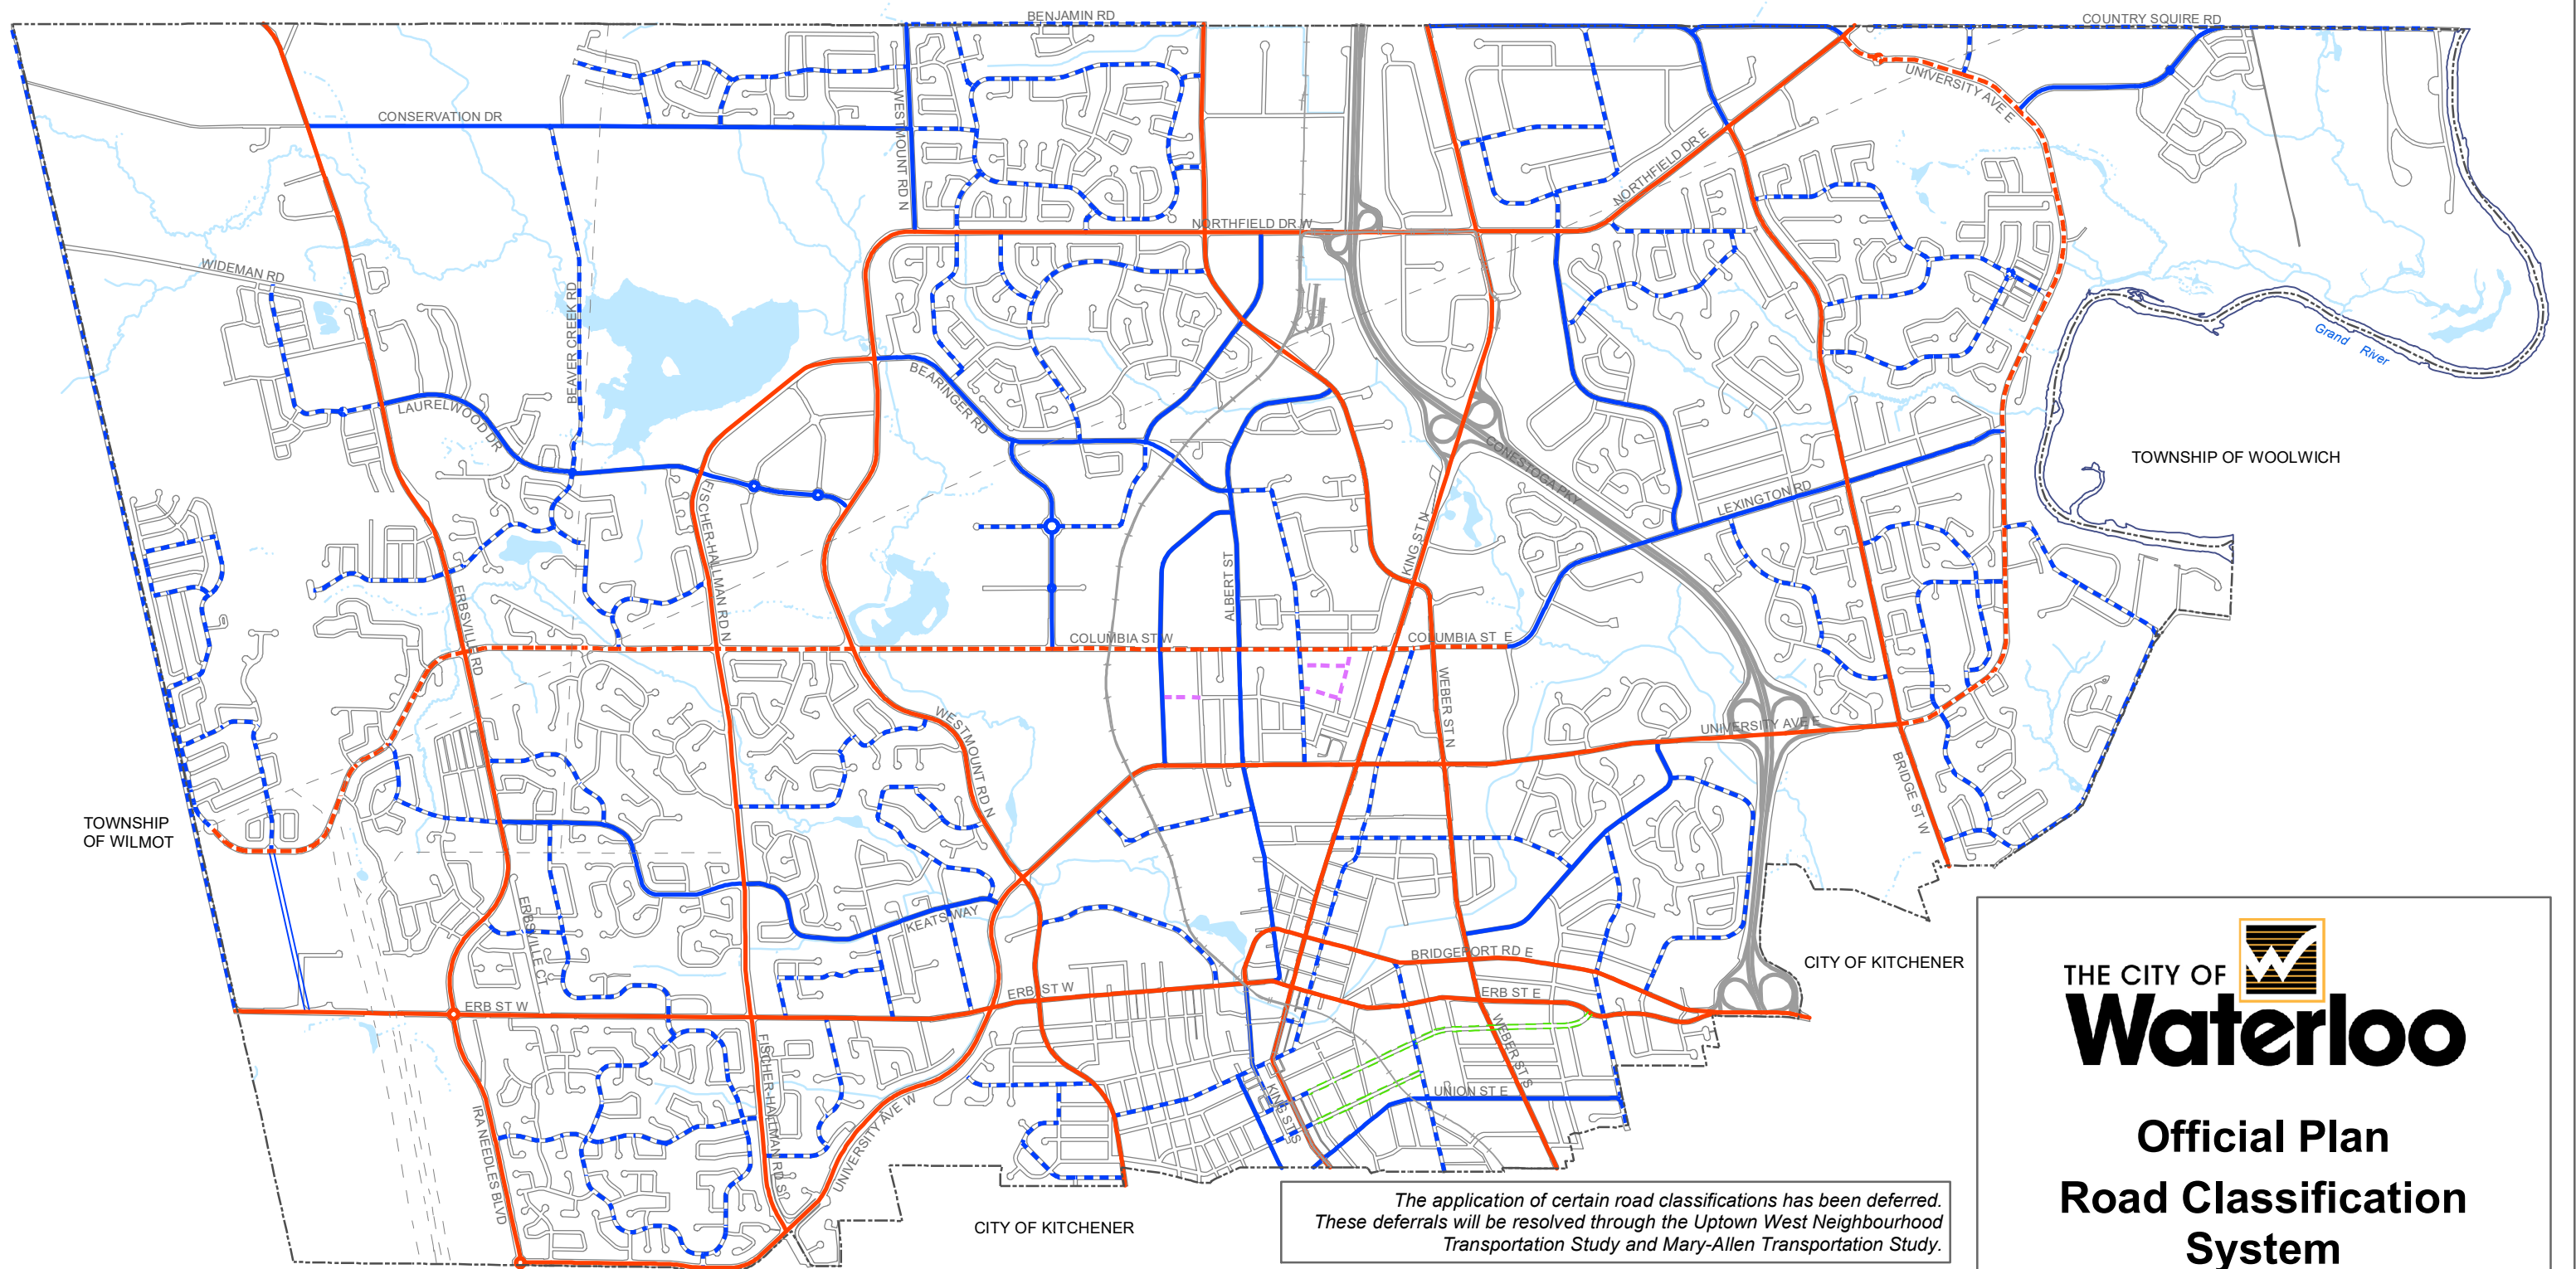 BENJAMIN RD
COUNTRY SQUIRE RD
UNIVERSITY AVE E
CONSERVATION DR
WESTMOUNT RD N
NORTHFIELD DR E
NORTHFIELD DR W
WIDEMAN RD
BEAVER CREEK RD
Grand River
BEARINGER RD
LAURELWOOD DR
CONESTOGA PKY
TOWNSHIP OF WOOLWICH
FISCHER-HALLMAN RD N
LEXINGTON RD
KING ST N
ALBERT ST
ERBSVILLE RD
COLUMBIA ST W
COLUMBIA ST E
WEBER ST N
WESTMOUNT RD N
UNIVERSITY AVE E
BRIDGE ST W
TOWNSHIP
OF WILMOT
KEATS WAY
ERBSVILLE CT
BRIDGEPORT RD E
CITY OF KITCHENER
ERB ST W
ERB ST W
ERB ST E
WEBER ST S
UNION ST E
KING ST S
FISCHER-HALLMAN RD S
UNIVERSITY AVE W
IRA NEEDLES BLVD
CITY OF KITCHENER
The application of certain road classifications has been deferred.
These deferrals will be resolved through the Uptown West Neighbourhood
Transportation Study and Mary-Allen Transportation Study.
THE CITY OF
Waterloo
Official Plan
Road Classification
System